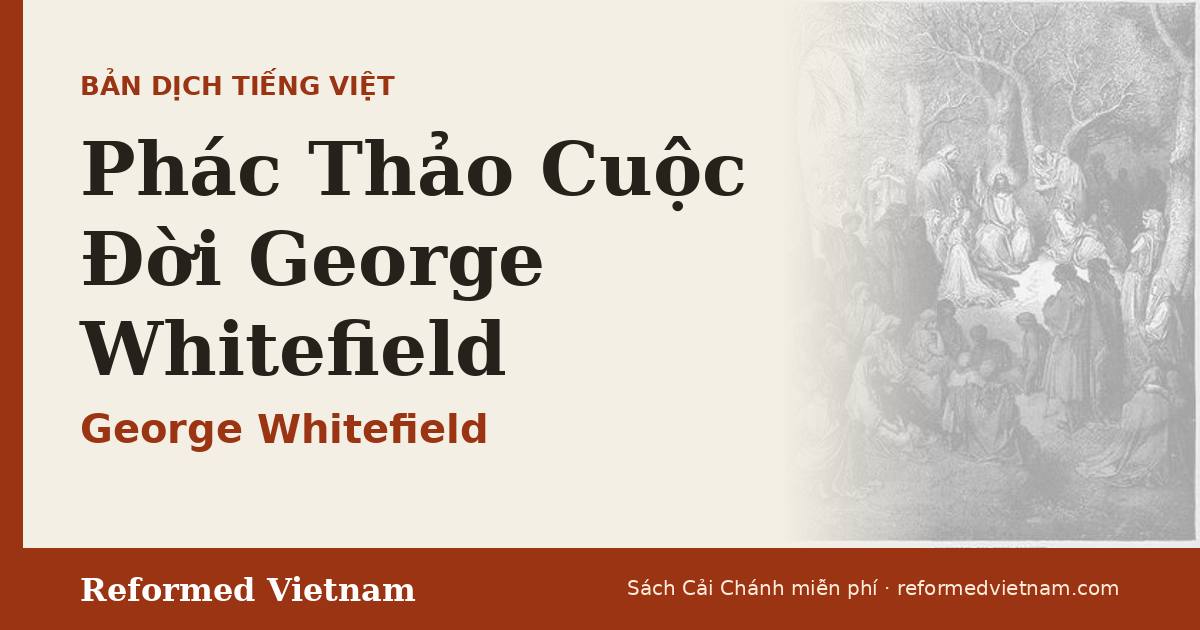 BẢN DỊCH TIẾNG VIỆT
Phác Thảo Cuộc
Đời George
Whitefield
George Whitefield
Reformed Vietnam
Sách Cải Chánh miễn phí · reformedvietnam.com